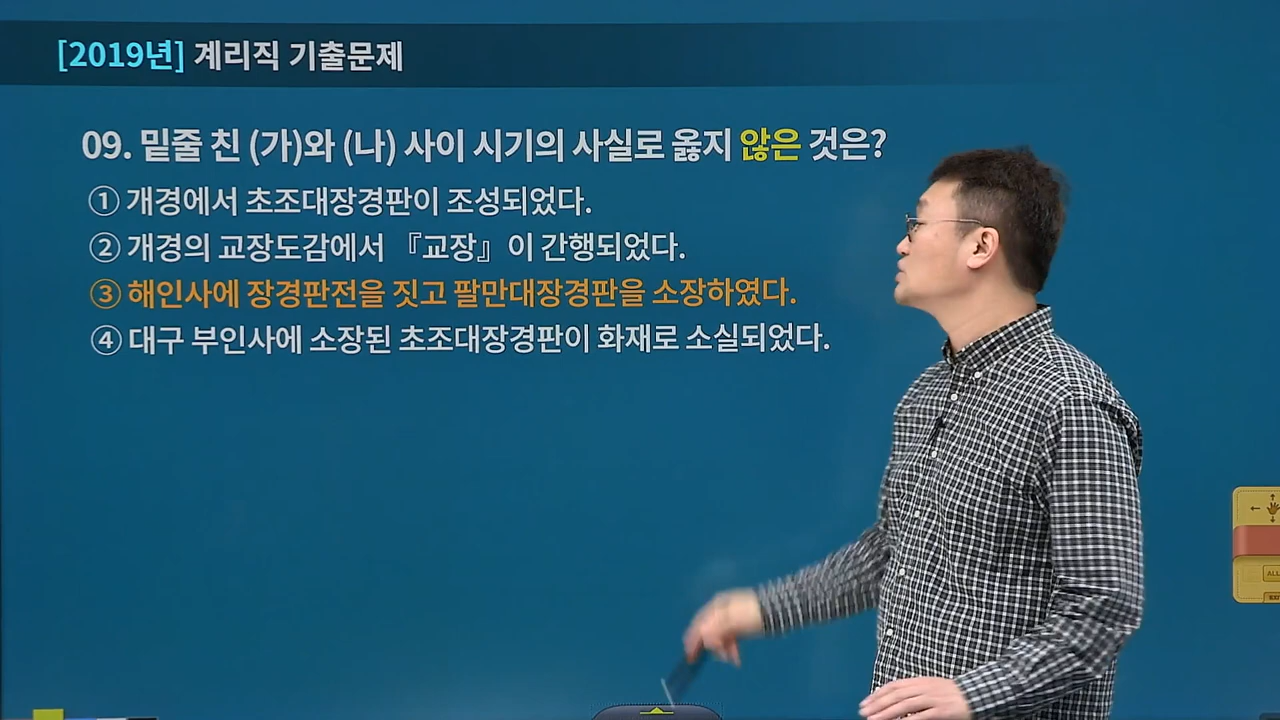 [2019년] 계리직 기출문제
09. 밑줄 친 (가)와 (나) 사이 시기의 사실로 옳지 않은 것은?
① 개경에서 초조대장경판이 조성되었다.
② 개경의 교장도감에서 『교장』이 간행되었다.
③ 해인사에 장경판전을 짓고 팔만대장경판을 소장하였다.
④ 대구 부인사에 소장된 초조대장경판이 화재로 소실되었다.